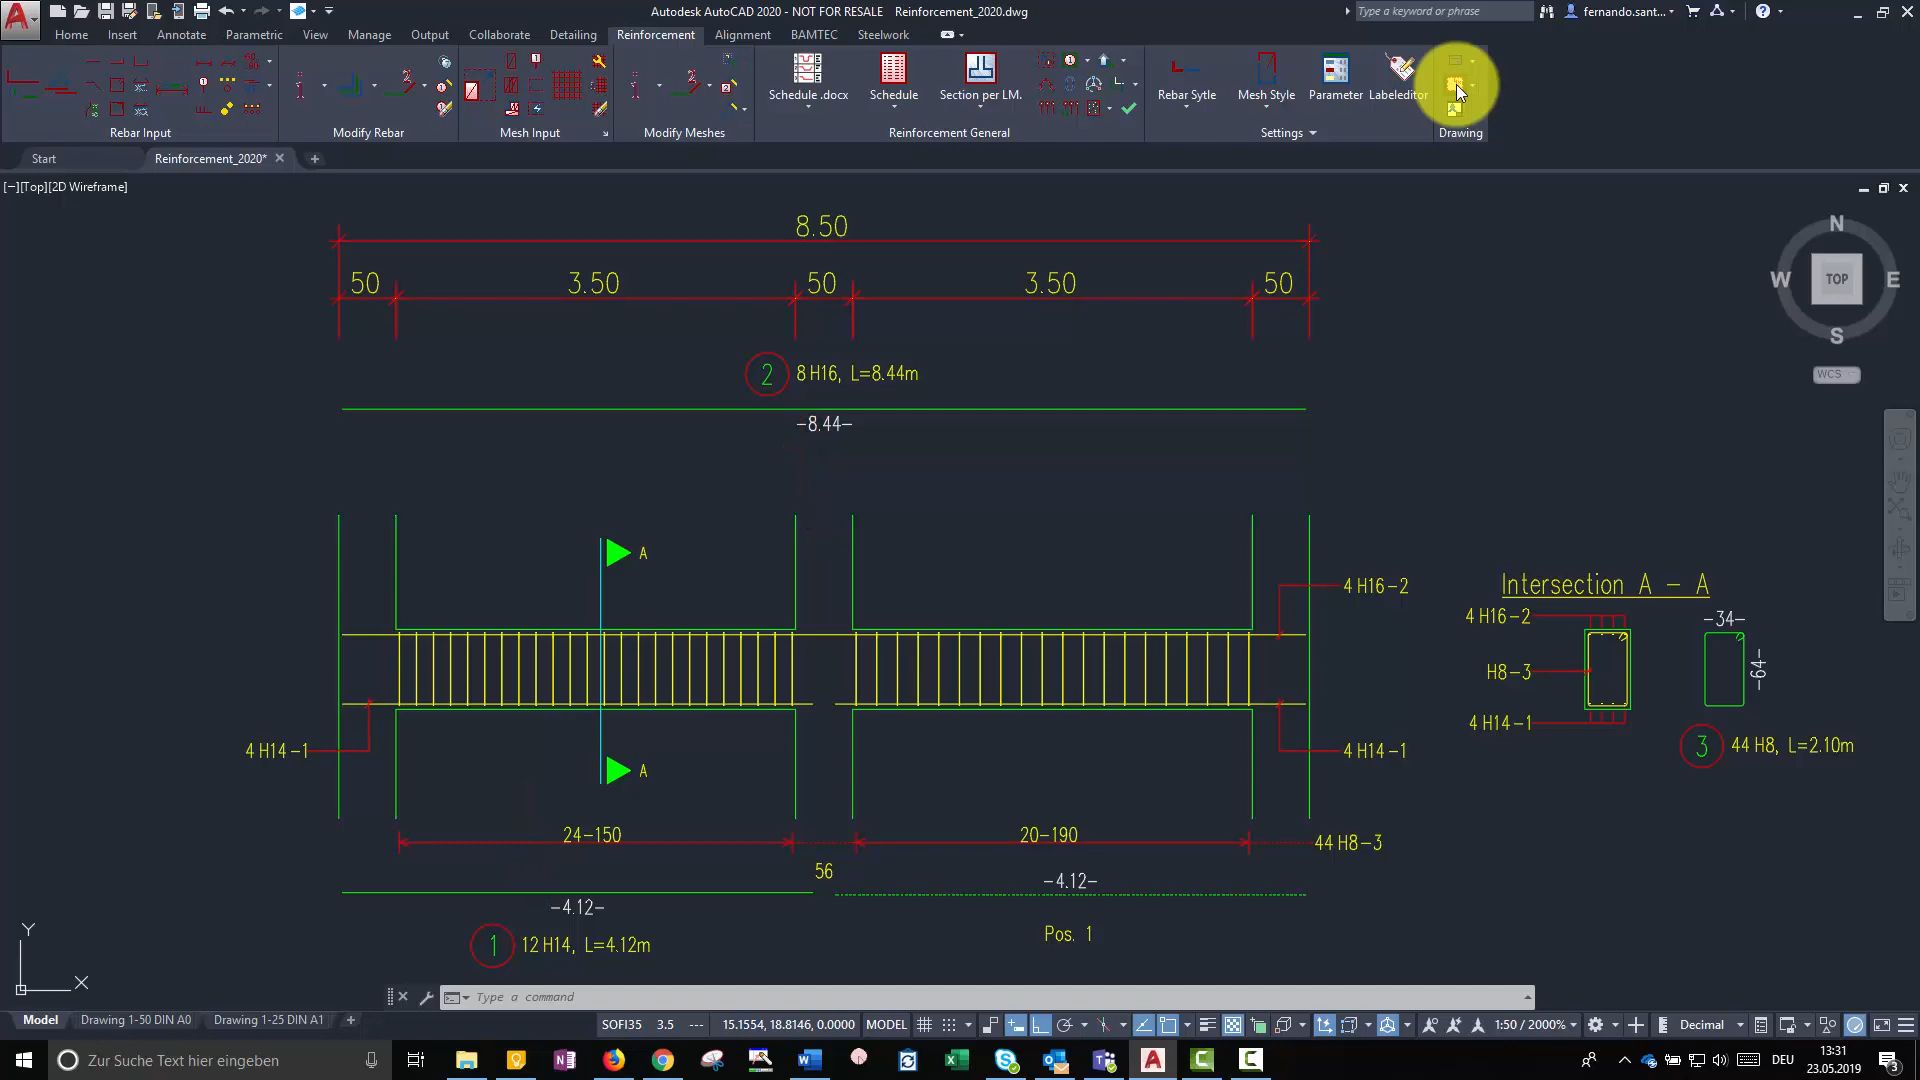 Autodesk AutoCAD 2020 - NOT FOR RESALE Reinforcement_2020.dwg
Type a keyword or phrase
fernando.sant...
Home Insert Annotate Parametric View Manage Output Collaborate Detailing Reinforcement Alignment BAMTEC Steelwork
Schedule .docx Schedule Section per LM. Rebar Sytle Mesh Style Parameter Labeleditor
Rebar Input Modify Rebar Mesh Input Modify Meshes Reinforcement General Settings Drawing
Start Reinforcement_2020*
[−][Top][2D Wireframe]
N
W TOP E
S
WCS
8.50
50 3.50 50 3.50 50
2 8 H16, L=8.44m
-8.44-
A
4 H16-2
Intersection A - A
4 H16-2 -34-
H8-3 -64-
4 H14-1
3 44 H8, L=2.10m
4 H14-1 A 4 H14-1
24-150 20-190 44 H8-3
56
-4.12-
-4.12-
1 12 H14, L=4.12m
Pos. 1
Y
X
Type a command
Model Drawing 1-50 DIN A0 Drawing 1-25 DIN A1
SOFI35 3.5 --- 15.1554, 18.8146, 0.0000 MODEL 1:50 / 2000% Decimal
Zur Suche Text hier eingeben
DEU
13:31
23.05.2019
3